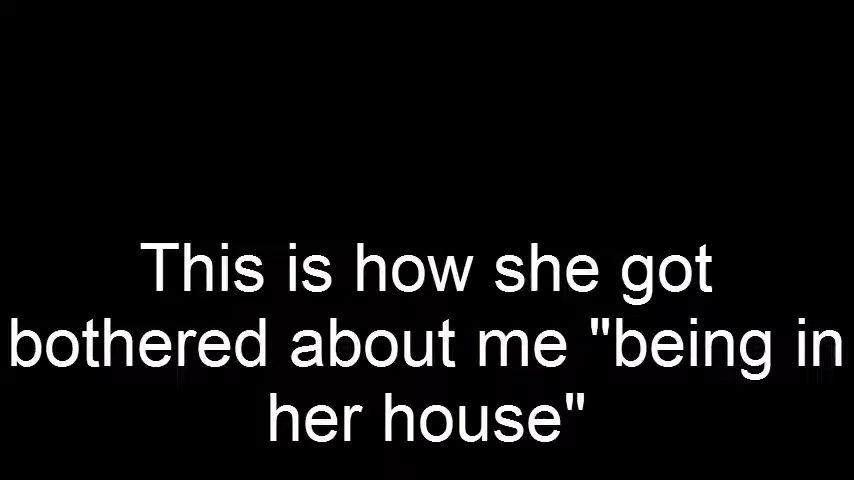 This is how she got
bothered about me "being in
her house"